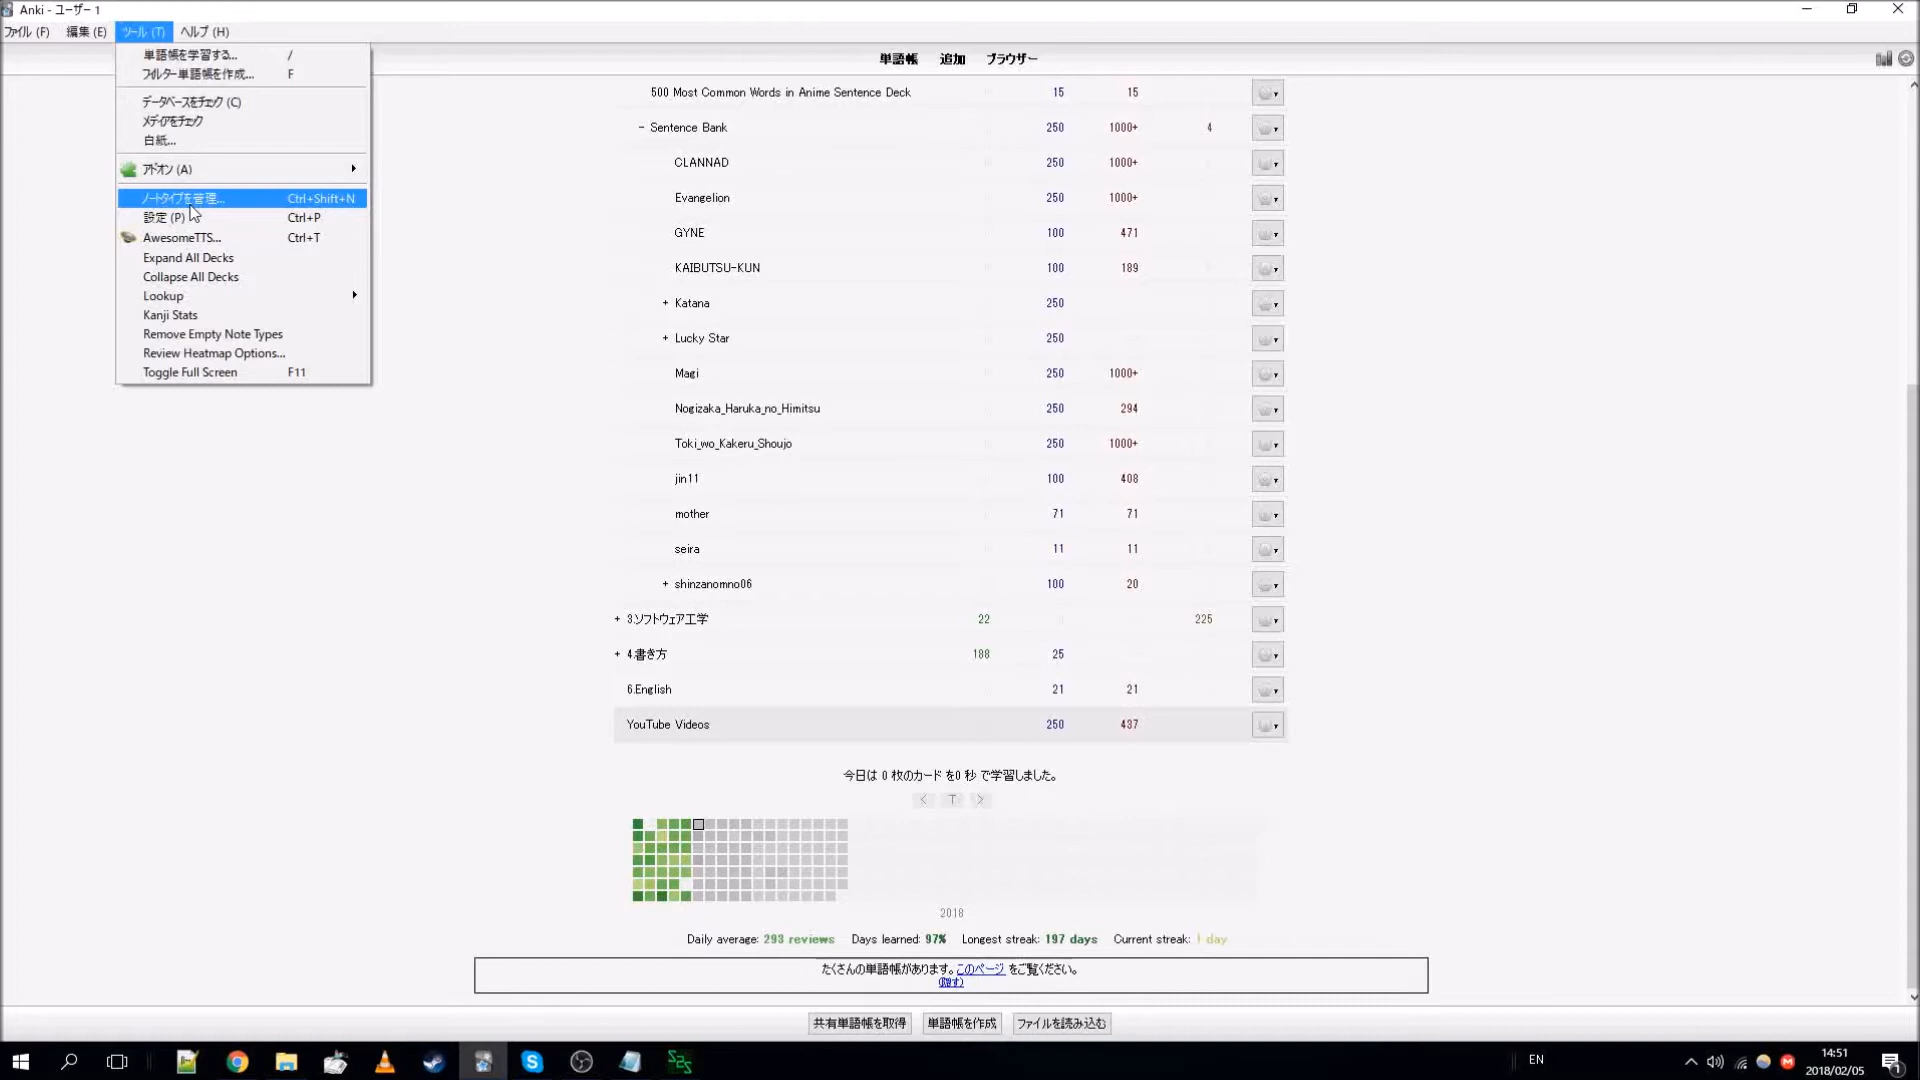 Anki - ユーザー 1
ファイル (F) 編集 (E) ツール (T) ヘルプ (H)
単語帳を学習する... /
フィルター単語帳を作成... F
データベースをチェック (C)
メディアをチェック
白紙...
アドオン (A)
ノートタイプを管理... Ctrl+Shift+N
設定 (P) Ctrl+P
AwesomeTTS... Ctrl+T
Expand All Decks
Collapse All Decks
Lookup
Kanji Stats
Remove Empty Note Types
Review Heatmap Options...
Toggle Full Screen F11
単語帳 追加 ブラウザー
500 Most Common Words in Anime Sentence Deck 15 15
− Sentence Bank 250 1000+ 4
CLANNAD 250 1000+
Evangelion 250 1000+
GYNE 100 471
KAIBUTSU-KUN 100 189
+ Katana 250
+ Lucky Star 250
Magi 250 1000+
Nogizaka_Haruka_no_Himitsu 250 294
Toki_wo_Kakeru_Shoujo 250 1000+
jin11 100 408
mother 71 71
seira 11 11
+ shinzanomno06 100 20
+ 3.ソフトウェア工学 22 225
+ 4.書き方 188 25
6.English 21 21
YouTube Videos 250 437
今日は 0 枚のカード を0 秒 で学習しました。
< T >
2018
Daily average: 293 reviews Days learned: 97% Longest streak: 197 days Current streak: 1 day
たくさんの単語帳があります。このページ をご覧ください。
(隠す)
共有単語帳を取得 単語帳を作成 ファイルを読み込む
EN
14:51
2018/02/05
1